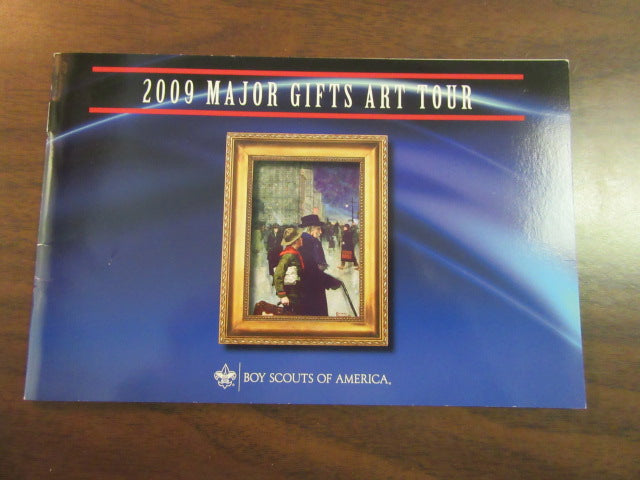 2009 MAJOR GIFTS ART TOUR
BOY SCOUTS OF AMERICA®